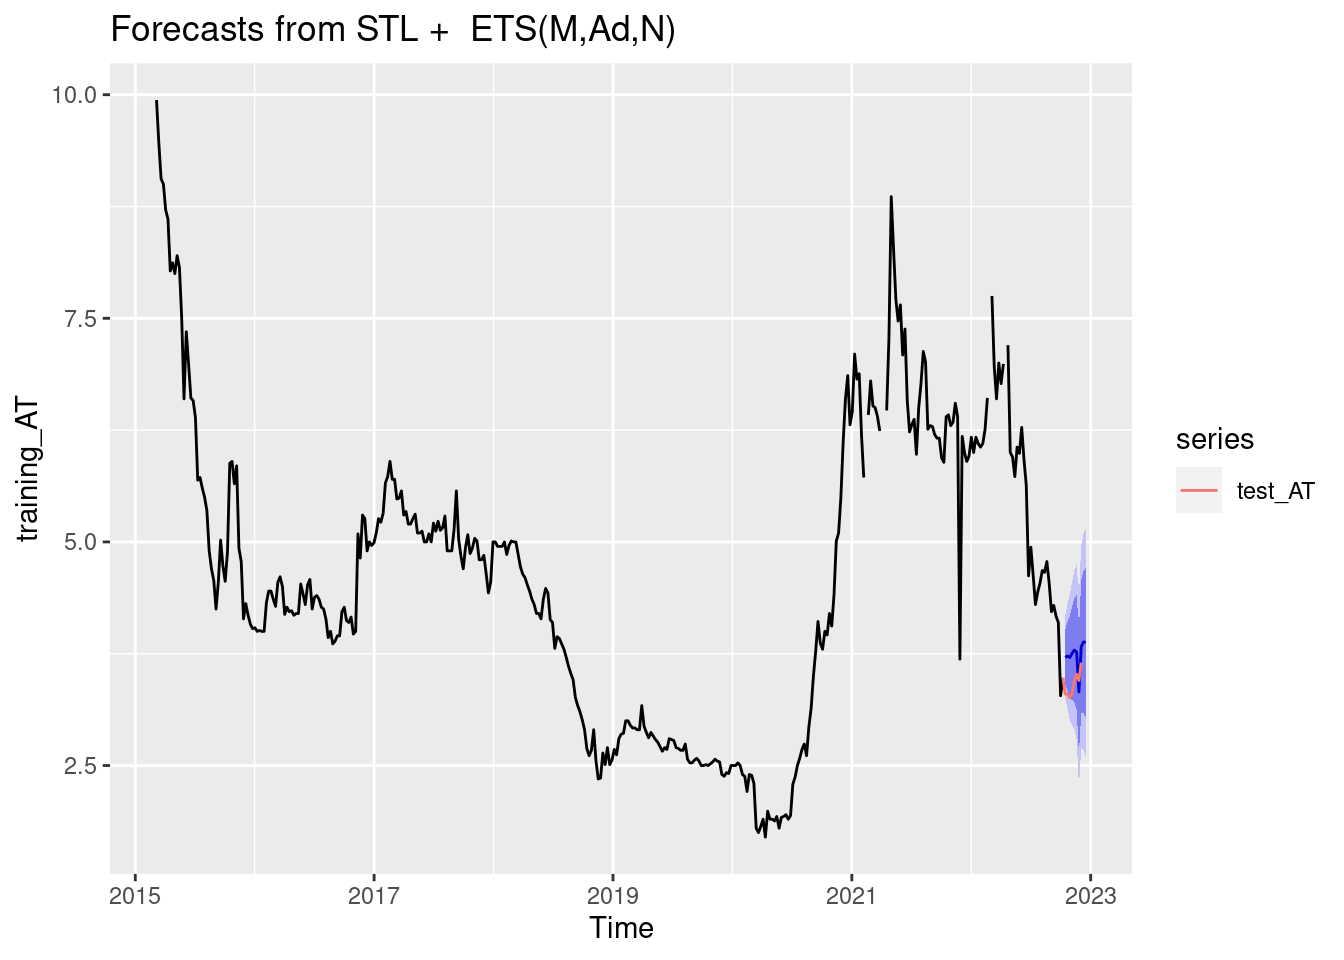 Forecasts from STL +  ETS(M,Ad,N)
10.0
7.5
5.0
2.5
training_AT
2015
2017
2019
2021
2023
Time
series
test_AT